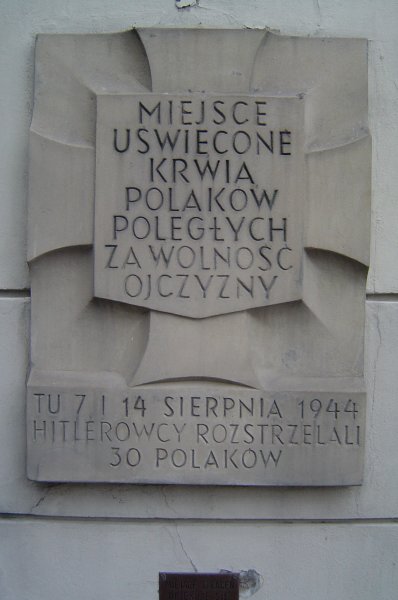 MIEJSCE
UŚWIĘCONE
KRWIĄ
POLAKÓW
POLEGŁYCH
ZA WOLNOŚĆ
OJCZYZNY
TU 7 I 14 SIERPNIA 1944
HITLEROWCY ROZSTRZELALI
30 POLAKÓW